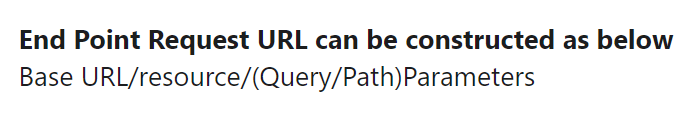 End Point Request URL can be constructed as below
Base URL/resource/(Query/Path)Parameters